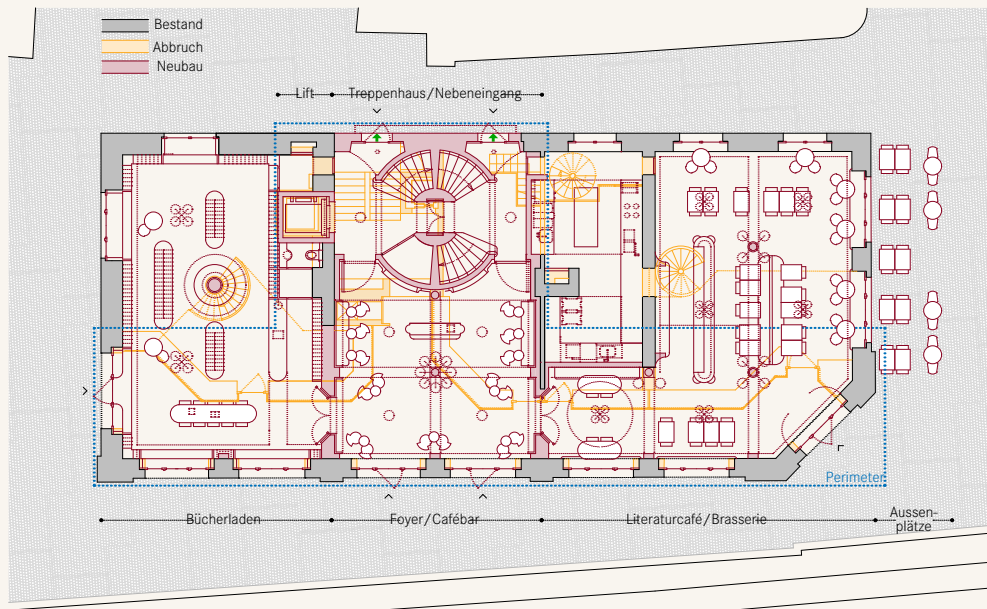 Bestand
Abbruch
Neubau
Lift
Treppenhaus/Nebeneingang
Perimeter
Bücherladen
Foyer/Cafébar
Literaturcafé/Brasserie
Aussen-
plätze